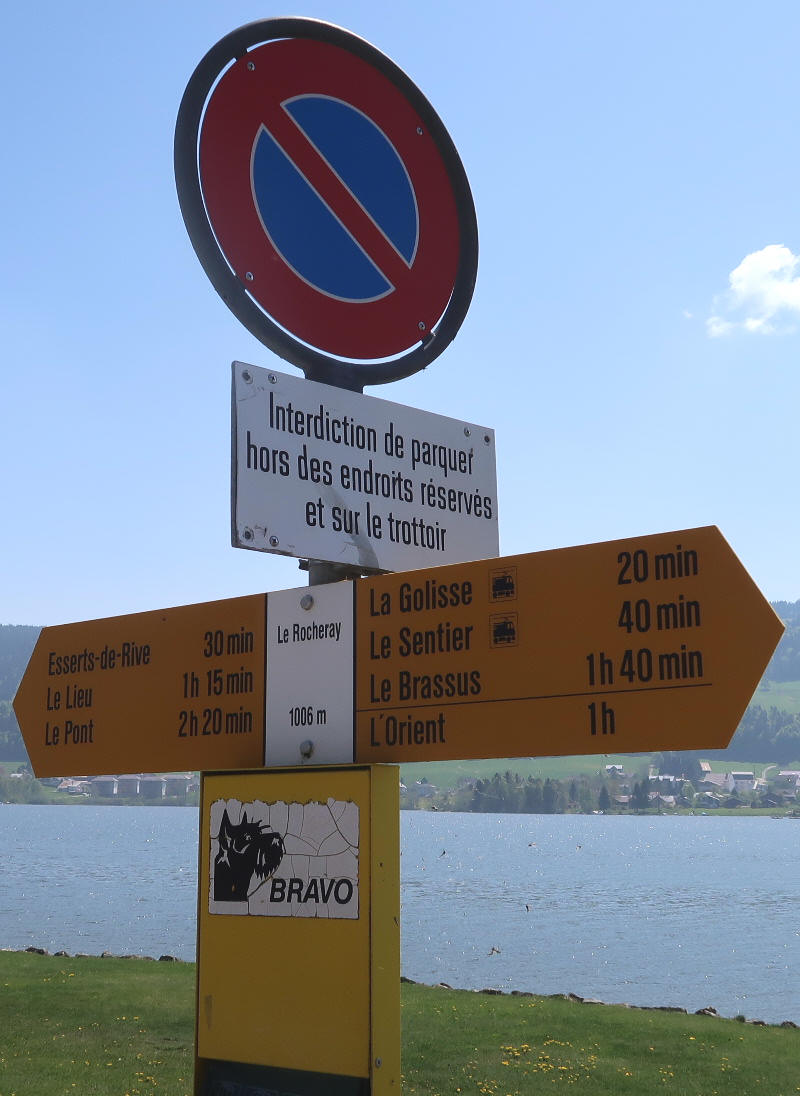 Interdiction de parquer
hors des endroits réservés
et sur le trottoir
Esserts-de-Rive 30 min
Le Lieu 1h 15 min
Le Pont 2h 20 min
Le Rocheray
1006 m
La Golisse 20 min
Le Sentier 40 min
Le Brassus 1h 40 min
L'Orient 1h
BRAVO